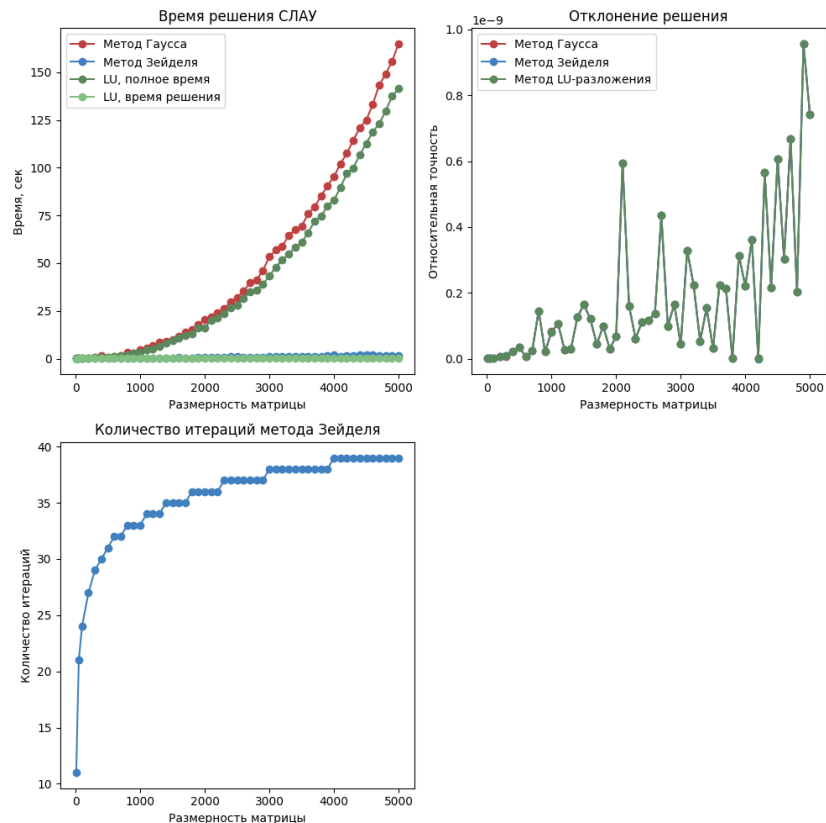 Время решения СЛАУ
Метод Гаусса
Метод Зейделя
LU, полное время
LU, время решения
Время, сек
150
125
100
75
50
25
0
0 1000 2000 3000 4000 5000
Размерность матрицы
Отклонение решения
1e-9
Метод Гаусса
Метод Зейделя
Метод LU-разложения
Относительная точность
1.0
0.8
0.6
0.4
0.2
0.0
0 1000 2000 3000 4000 5000
Размерность матрицы
Количество итераций метода Зейделя
Количество итераций
40
35
30
25
20
15
10
0 1000 2000 3000 4000 5000
Размерность матрицы